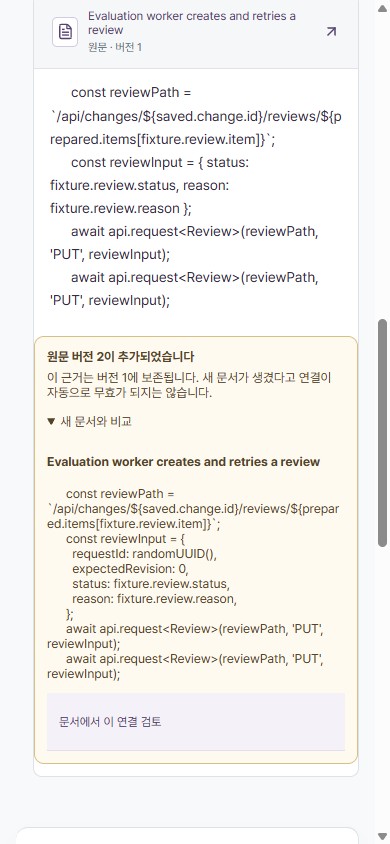 Evaluation worker creates and retries a
review
원문 · 버전 1
const reviewPath =
`/api/changes/${saved.change.id}/reviews/${p
repared.items[fixture.review.item]}`;
const reviewInput = { status:
fixture.review.status, reason:
fixture.review.reason };
await api.request<Review>(reviewPath,
'PUT', reviewInput);
await api.request<Review>(reviewPath,
'PUT', reviewInput);
원문 버전 2이 추가되었습니다
이 근거는 버전 1에 보존됩니다. 새 문서가 생겼다고 연결이
자동으로 무효가 되지는 않습니다.
▼ 새 문서와 비교
Evaluation worker creates and retries a review
const reviewPath =
`/api/changes/${saved.change.id}/reviews/${prepar
ed.items[fixture.review.item]}`;
const reviewInput = {
requestId: randomUUID(),
expectedRevision: 0,
status: fixture.review.status,
reason: fixture.review.reason,
};
await api.request<Review>(reviewPath, 'PUT',
reviewInput);
await api.request<Review>(reviewPath, 'PUT',
reviewInput);
문서에서 이 연결 검토